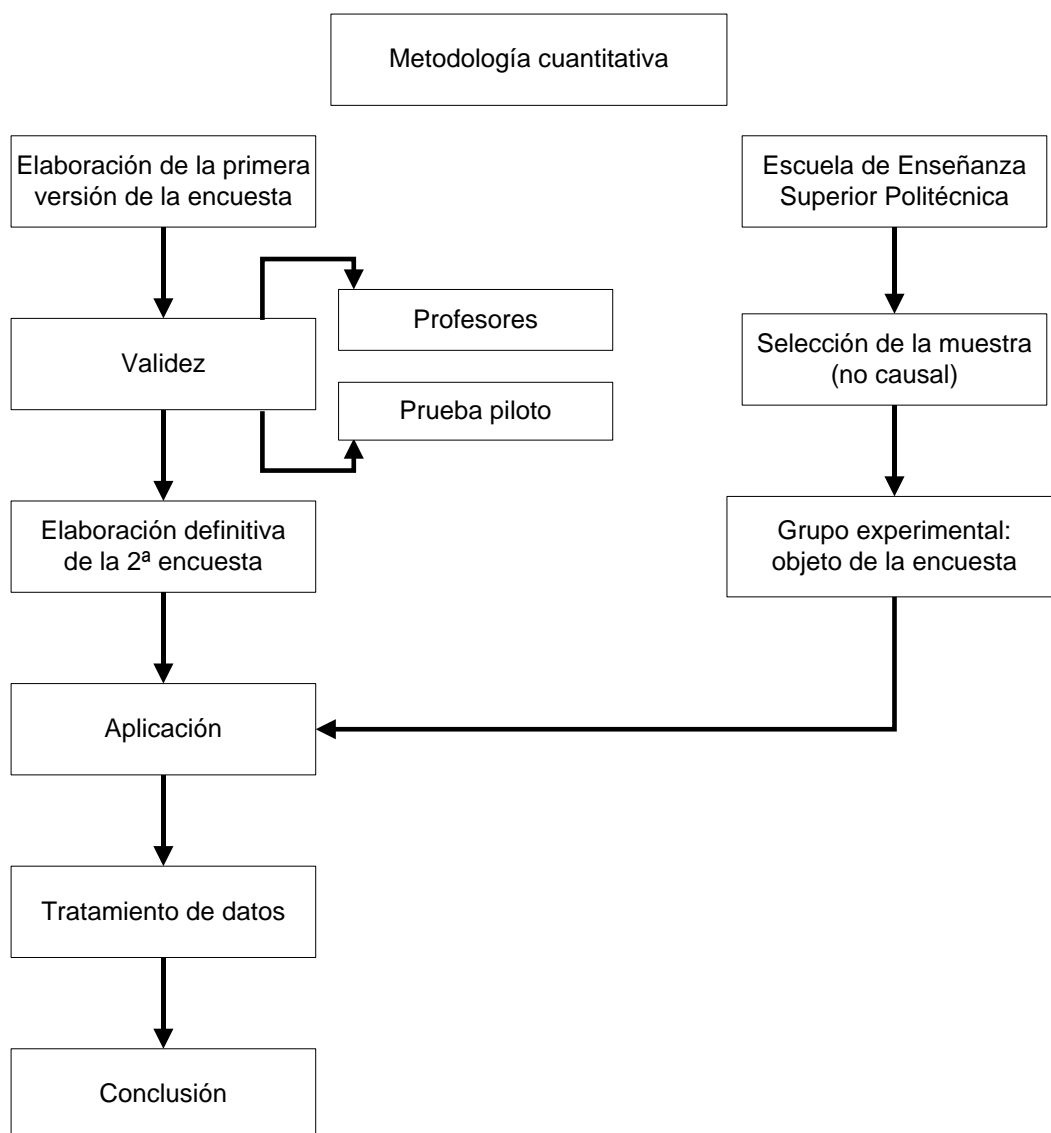 Metodología cuantitativa
Elaboración de la primera
versión de la encuesta
Escuela de Enseñanza
Superior Politécnica
Profesores
Validez
Selección de la muestra
(no causal)
Prueba piloto
Elaboración definitiva
de la 2ª encuesta
Grupo experimental:
objeto de la encuesta
Aplicación
Tratamiento de datos
Conclusión